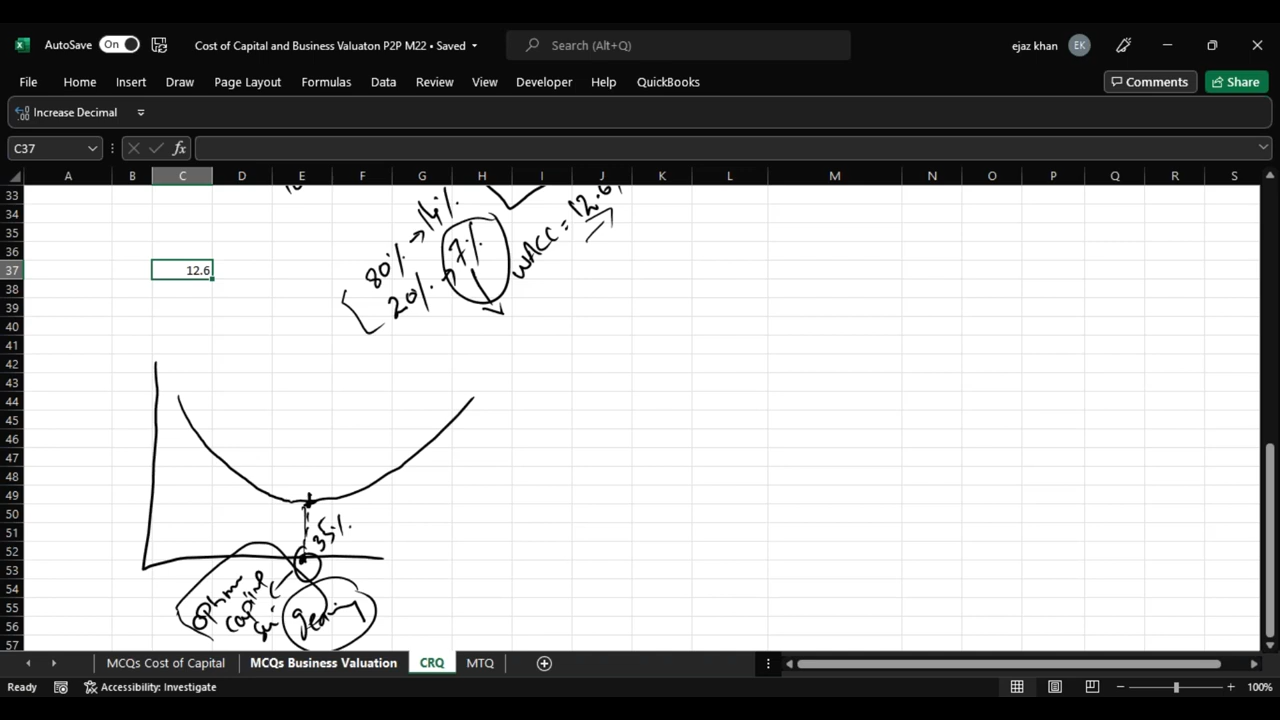 AutoSave On Cost of Capital and Business Valuaton P2P M22 • Saved Search (Alt+Q) ejaz khan EK
File Home Insert Draw Page Layout Formulas Data Review View Developer Help QuickBooks Comments Share
Increase Decimal
C37 fx
A B C D E F G H I J K L M N O P Q R S
33
34
35
36
37 12.6
38
39
40
41
42
43
44
45
46
47
48
49
50
51
52
53
54
55
56
57
80% → 14%
20% → 7%
WACC = 12.6%
35%
optimum
capital
gearing
MCQs Cost of Capital MCQs Business Valuation CRQ MTQ
Ready Accessibility: Investigate 100%